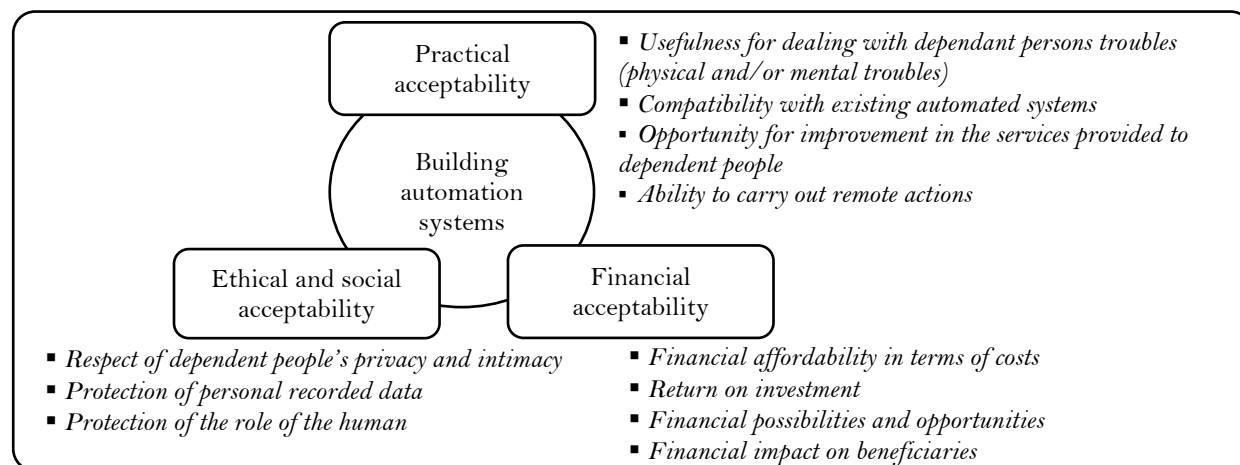 Practical
acceptability
▪ Usefulness for dealing with dependant persons troubles
(physical and/or mental troubles)
▪ Compatibility with existing automated systems
▪ Opportunity for improvement in the services provided to
dependent people
▪ Ability to carry out remote actions
Building
automation
systems
Ethical and social
acceptability
Financial
acceptability
▪ Respect of dependent people’s privacy and intimacy
▪ Protection of personal recorded data
▪ Protection of the role of the human
▪ Financial affordability in terms of costs
▪ Return on investment
▪ Financial possibilities and opportunities
▪ Financial impact on beneficiaries